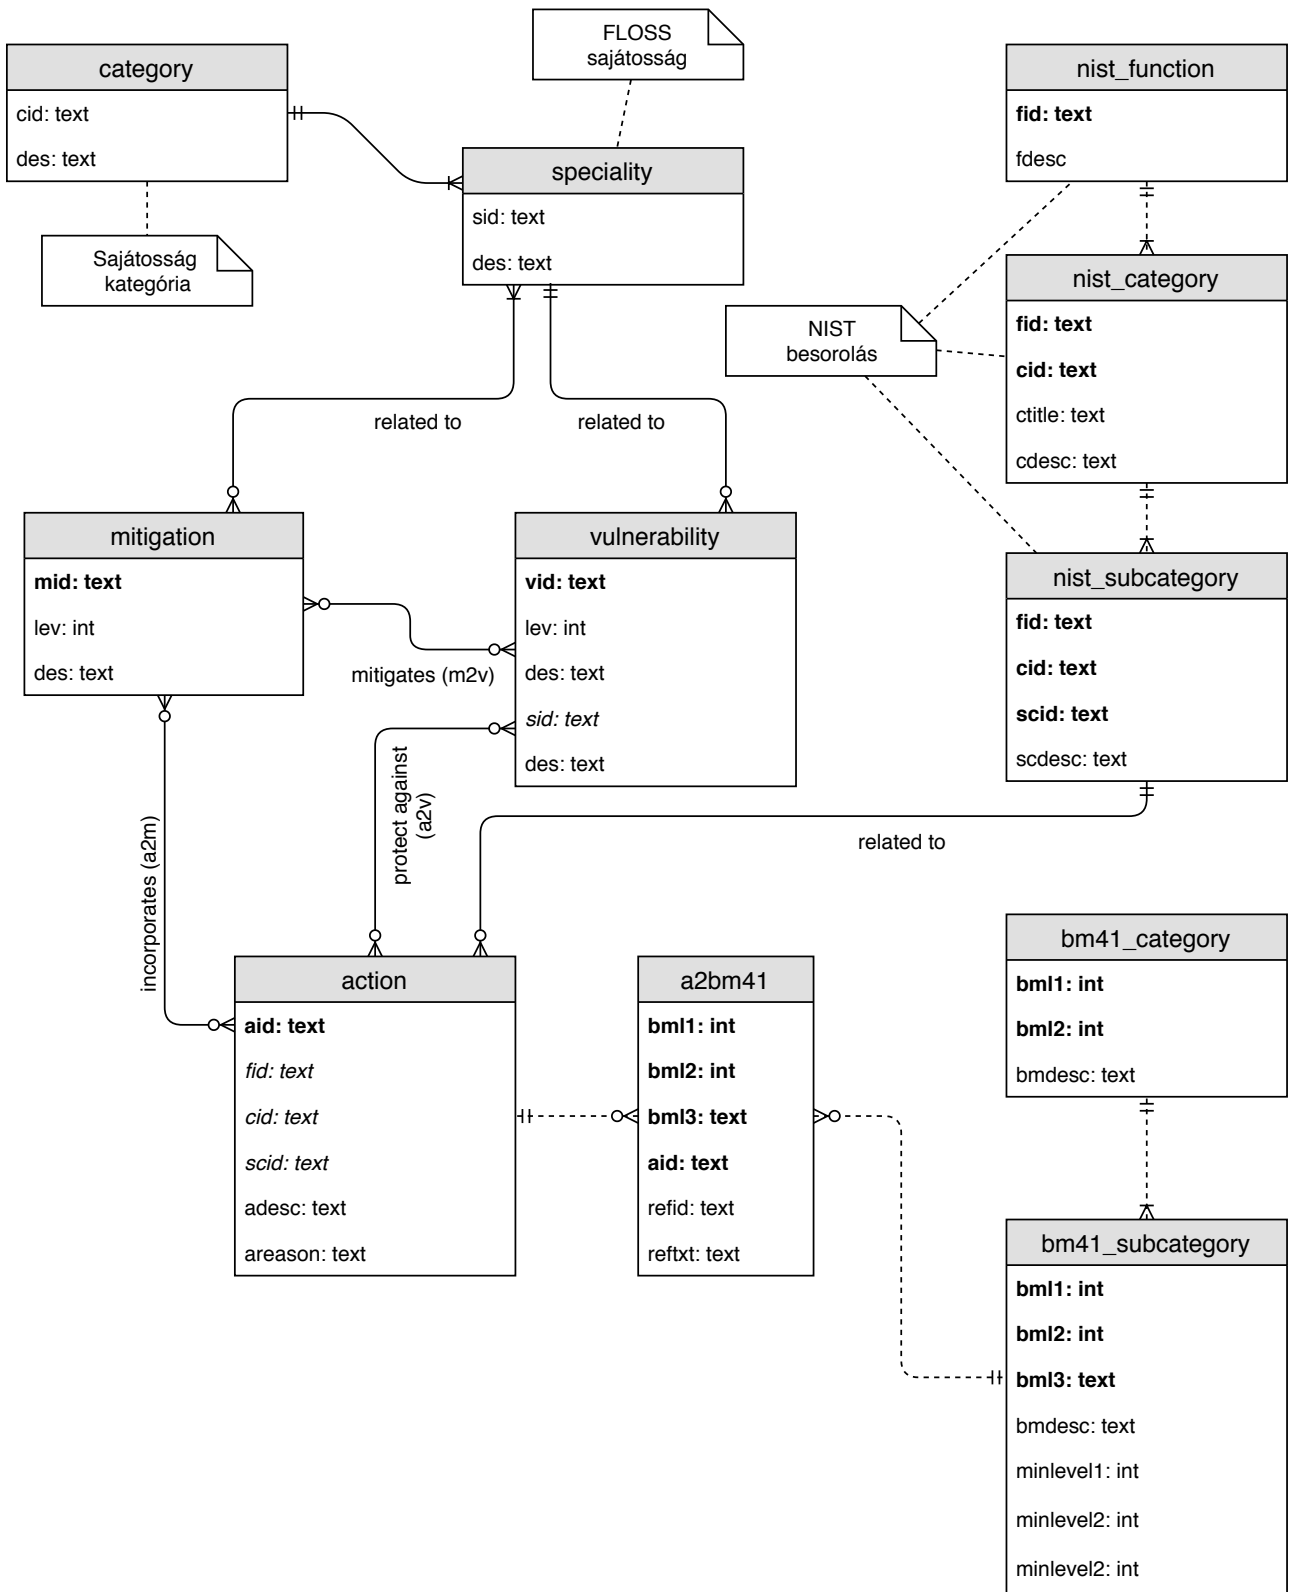 FLOSS
sajátosság
category
cid: text
des: text
Sajátosság
kategória
speciality
sid: text
des: text
nist_function
fid: text
fdesc
NIST
besorolás
nist_category
fid: text
cid: text
ctitle: text
cdesc: text
related to
related to
mitigation
mid: text
lev: int
des: text
mitigates (m2v)
vulnerability
vid: text
lev: int
des: text
sid: text
des: text
nist_subcategory
fid: text
cid: text
scid: text
scdesc: text
incorporates (a2m)
protect against
(a2v)
related to
action
aid: text
fid: text
cid: text
scid: text
adesc: text
areason: text
a2bm41
bml1: int
bml2: int
bml3: text
aid: text
refid: text
reftxt: text
bm41_category
bml1: int
bml2: int
bmdesc: text
bm41_subcategory
bml1: int
bml2: int
bml3: text
bmdesc: text
minlevel1: int
minlevel2: int
minlevel2: int